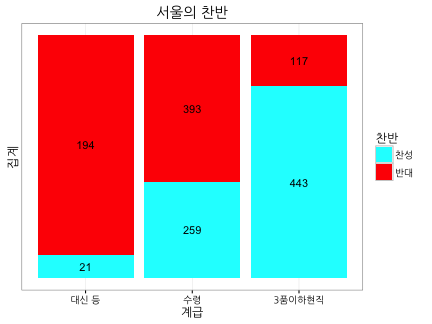 서울의 찬반
집계
194
21
393
259
117
443
대신 등
수령
3품이하현직
계급
찬반
찬성
반대